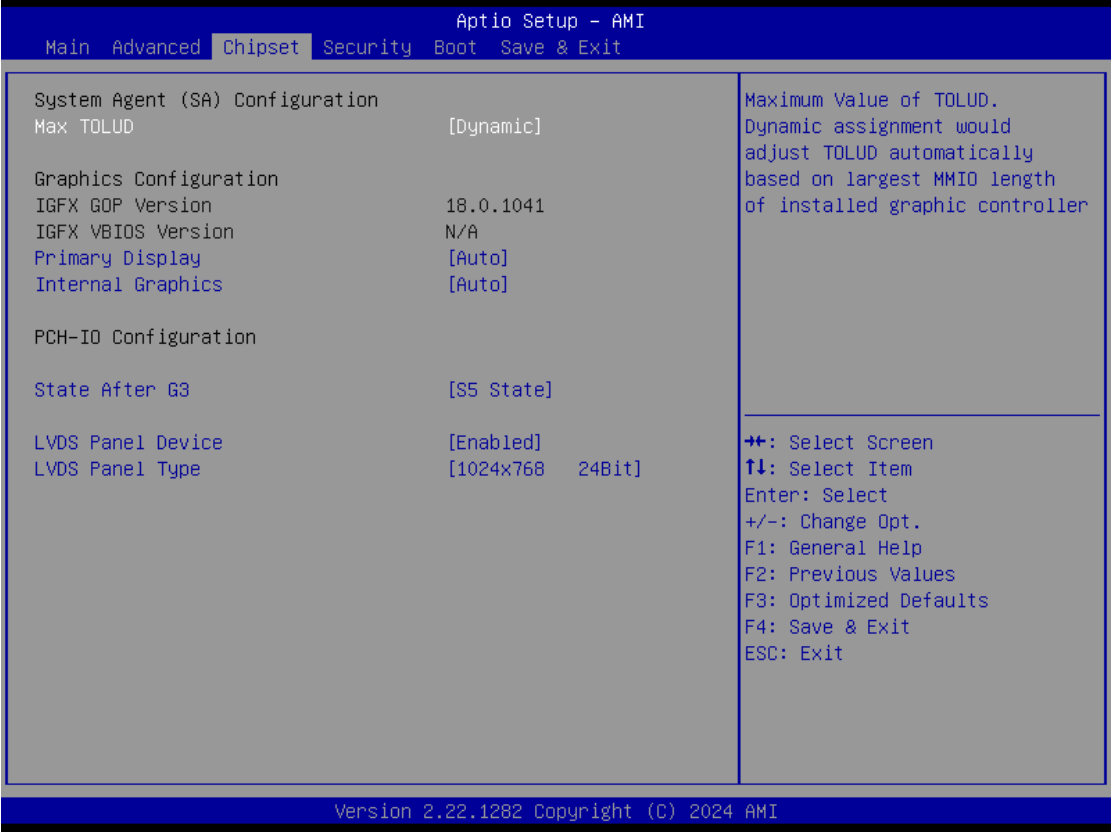 Aptio Setup – AMI
Main Advanced Chipset Security Boot Save & Exit
System Agent (SA) Configuration
Max TOLUD [Dynamic]
Graphics Configuration
IGFX GOP Version 18.0.1041
IGFX VBIOS Version N/A
Primary Display [Auto]
Internal Graphics [Auto]
PCH-IO Configuration
State After G3 [S5 State]
LVDS Panel Device [Enabled]
LVDS Panel Type [1024x768 24Bit]
Maximum Value of TOLUD.
Dynamic assignment would
adjust TOLUD automatically
based on largest MMIO length
of installed graphic controller
→←: Select Screen
↑↓: Select Item
Enter: Select
+/-: Change Opt.
F1: General Help
F2: Previous Values
F3: Optimized Defaults
F4: Save & Exit
ESC: Exit
Version 2.22.1282 Copyright (C) 2024 AMI